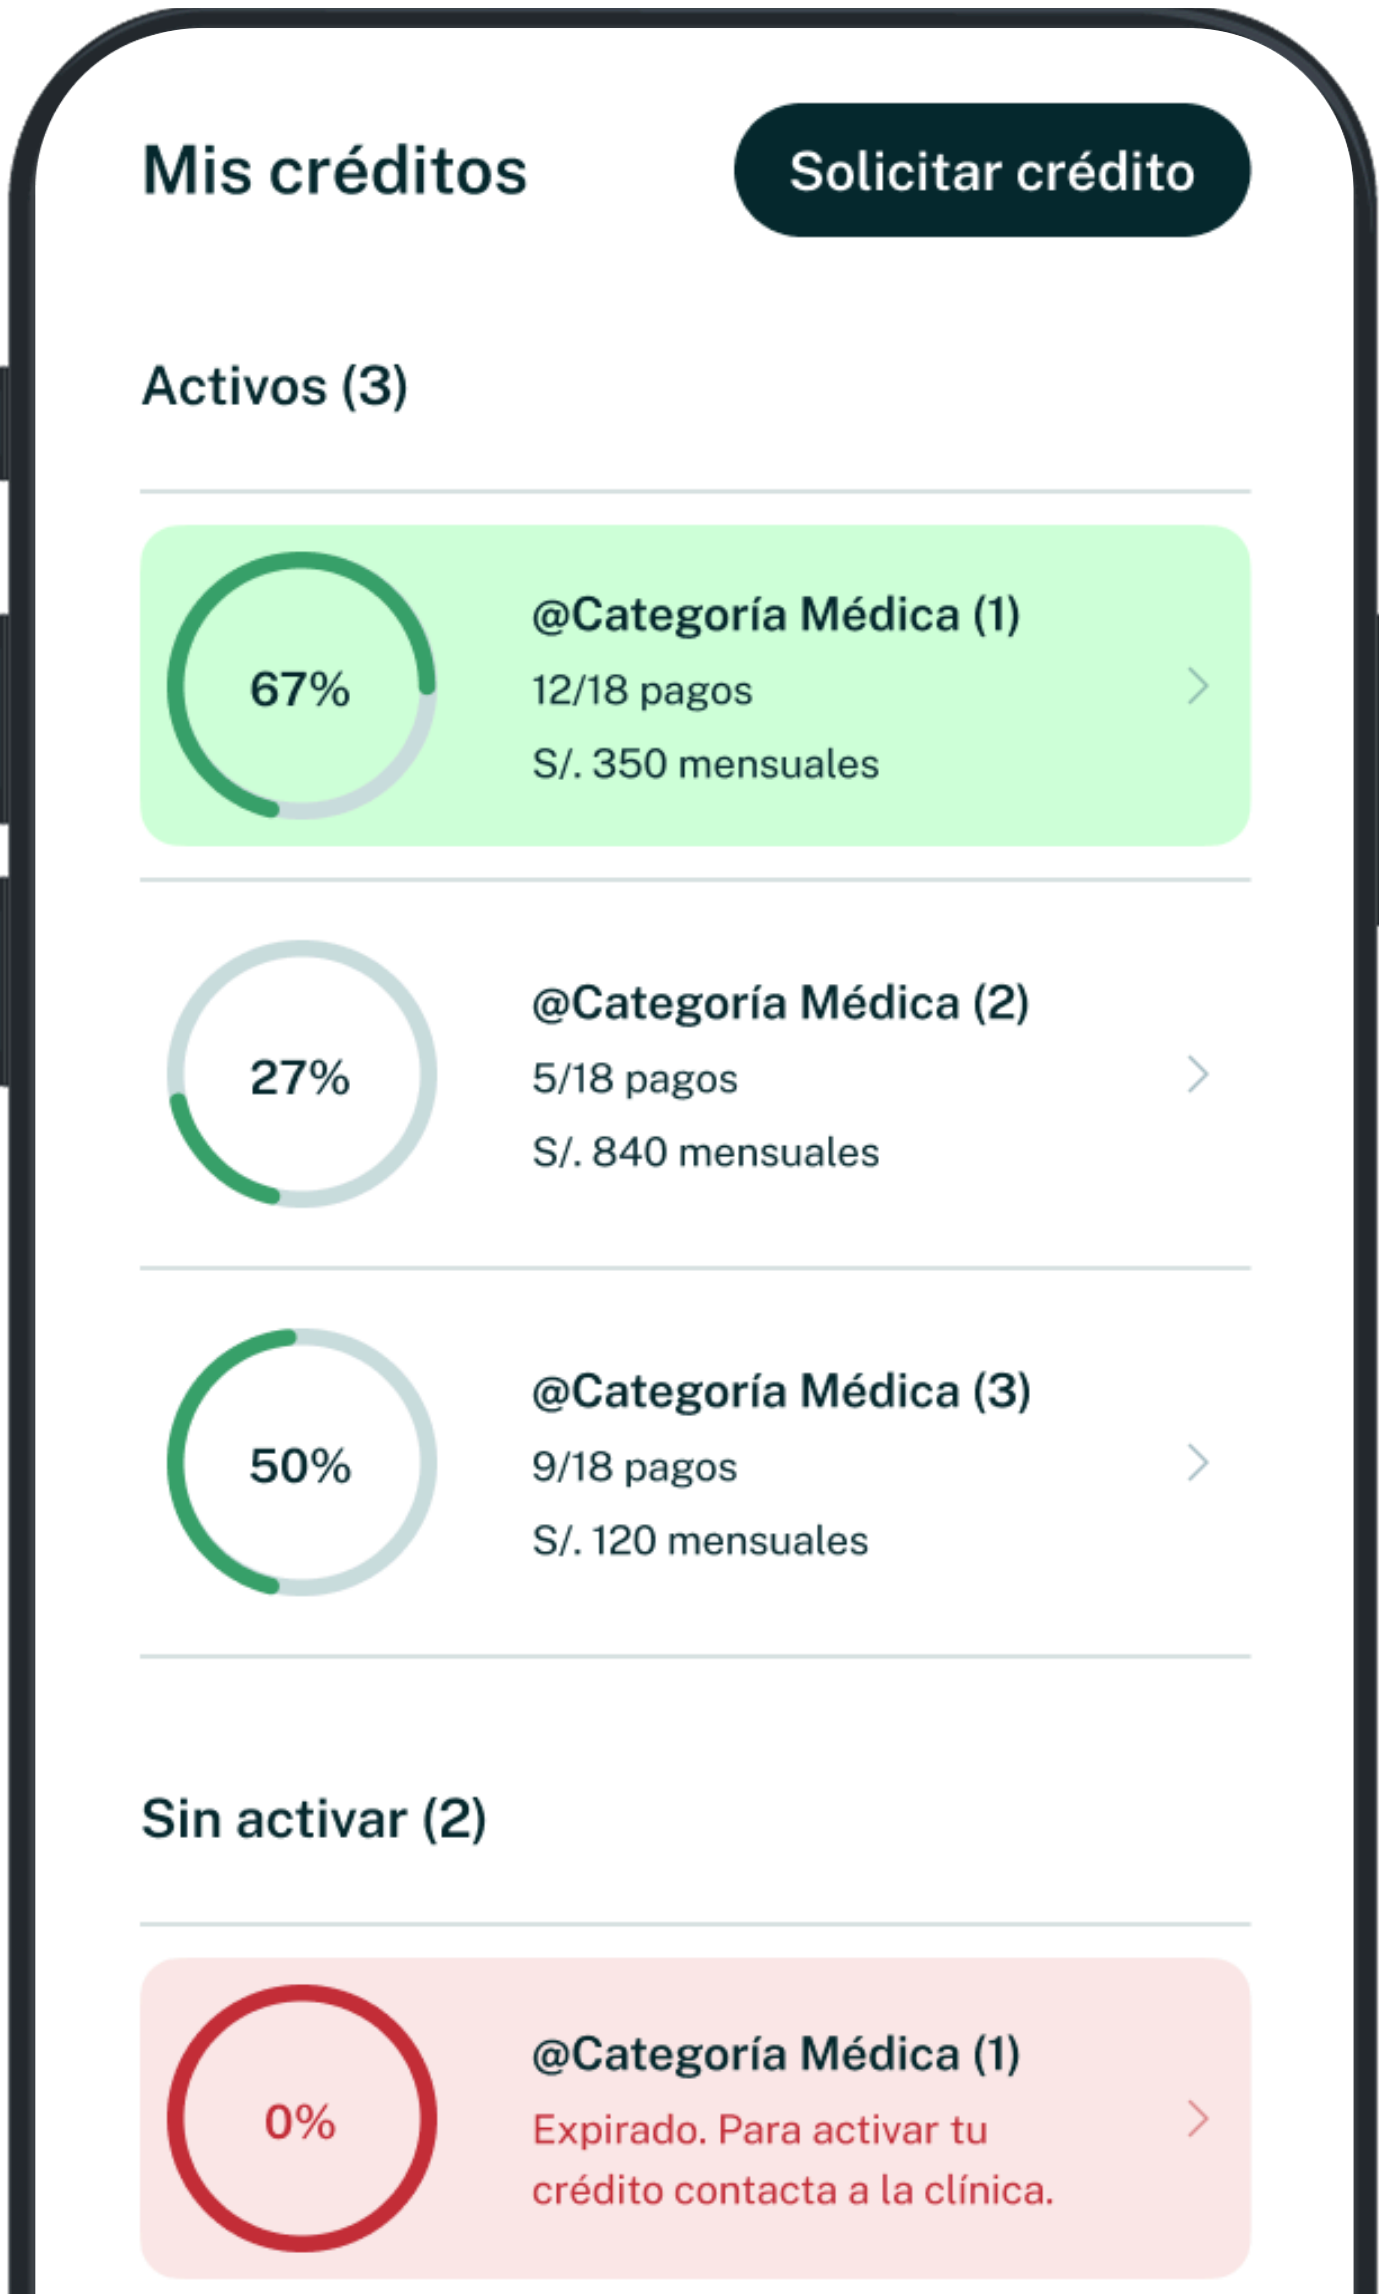 Mis créditos
Solicitar crédito
Activos (3)
67%
@Categoría Médica (1)
12/18 pagos
S/. 350 mensuales
27%
@Categoría Médica (2)
5/18 pagos
S/. 840 mensuales
50%
@Categoría Médica (3)
9/18 pagos
S/. 120 mensuales
Sin activar (2)
0%
@Categoría Médica (1)
Expirado. Para activar tu
crédito contacta a la clínica.